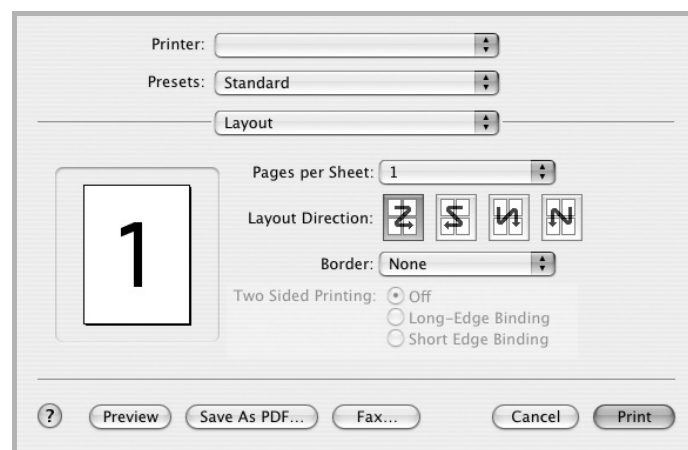 Printer:
Presets: Standard
Layout
Pages per Sheet: 1
Layout Direction:
1
Border: None
Two Sided Printing: Off
Long-Edge Binding
Short Edge Binding
? Preview Save As PDF... Fax... Cancel Print